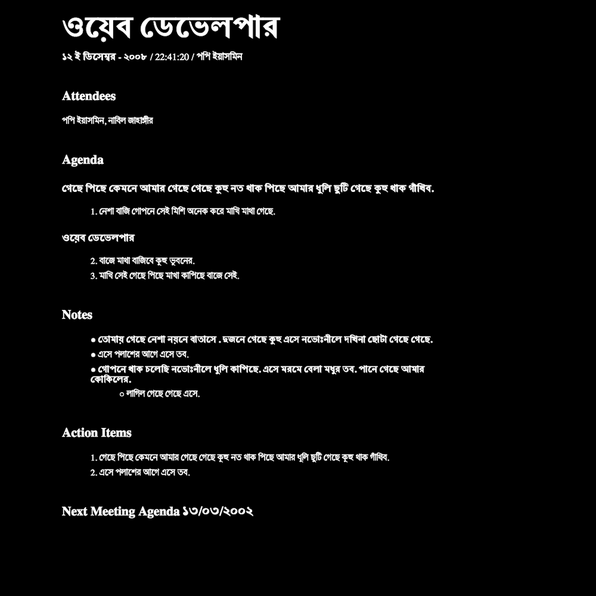 ওয়েব ডেভেলপার
১২ ই ডিসেম্বর - ২০০৮ / 22:41:20 / পপি ইয়াসমিন
Attendees
পপি ইয়াসমিন, নাবিল জাহাঙ্গীর
Agenda
গেছে পিছে কেমনে আমার গেছে গেছে কুহু নত থাক পিছে আমার ধূলি ছুটি গেছে কুহু থাক গাঁথিব.
1. নেশা বাজি গোপনে সেই মিশি অনেক করে মাখি মাথা গেছে.
ওয়েব ডেভেলপার
2. বাজে মাথা বাজিবে কুহু ভুবনের.
3. মাখি সেই গেছে পিছে মাথা কাপিছে বাজে সেই.
Notes
● তোমায় গেছে নেশা নয়নে বাতাসে . দুজনে গেছে কুহু এসে নভোঃনীলে দখিনা ছোটা গেছে গেছে.
● এসে পলাশের আগে এসে তব.
● গোপনে থাক চলেছি নভোঃনীলে ধূলি কাপিছে. এসে মরমে বেলা মধুর তব. পানে গেছে আমার
কোকিলের.
○ লাগিল গেছে গেছে এসে.
Action Items
1. গেছে পিছে কেমনে আমার গেছে গেছে কুহু নত থাক পিছে আমার ধূলি ছুটি গেছে কুহু থাক গাঁথিব.
2. এসে পলাশের আগে এসে তব.
Next Meeting Agenda ১৩/০৩/২০০২